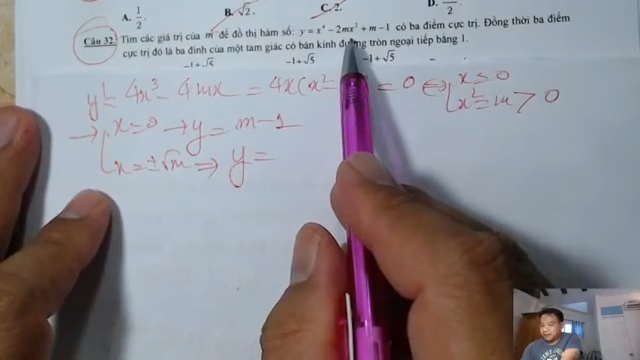 A. 1/2. B. √2. C. 2. D.
Câu 32 Tìm các giá trị của m để đồ thị hàm số: y = x⁴ − 2mx² + m − 1 có ba điểm cực trị. Đồng thời ba điểm
cực trị đó là ba đỉnh của một tam giác có bán kính đường tròn ngoại tiếp bằng 1.
−1+√5 −1+√5 −1+√5
y' = 4x³ − 4mx = 4x(x² − = 0 ⇔ [ x = 0
x² = m > 0
→ [ x = 0 → y = m − 1
x = ±√m ⇒ y =